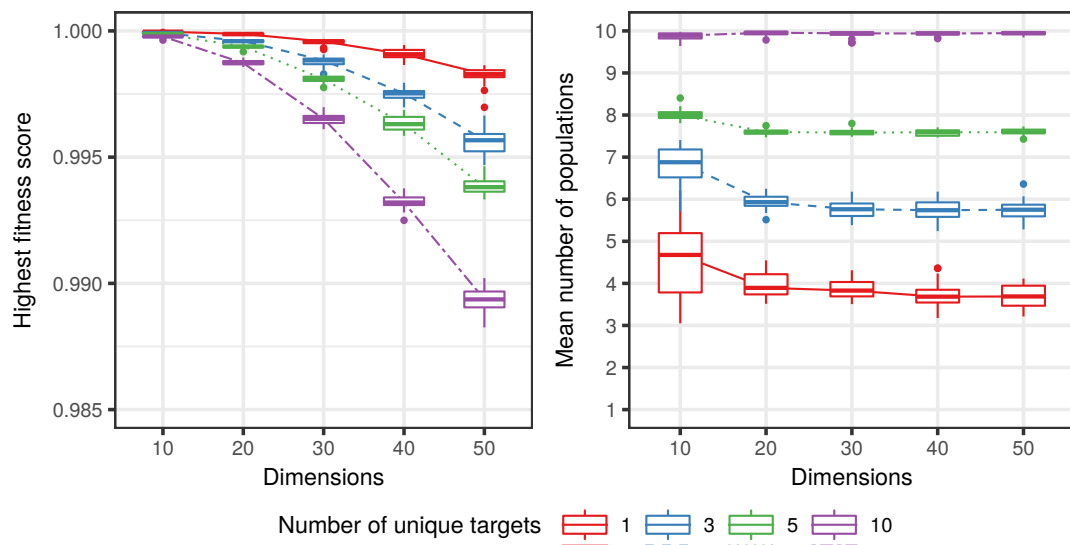 Highest fitness score
1.000
0.995
0.990
0.985
10 20 30 40 50
Dimensions
Mean number of populations
10
9
8
7
6
5
4
3
2
1
10 20 30 40 50
Dimensions
Number of unique targets 1 3 5 10